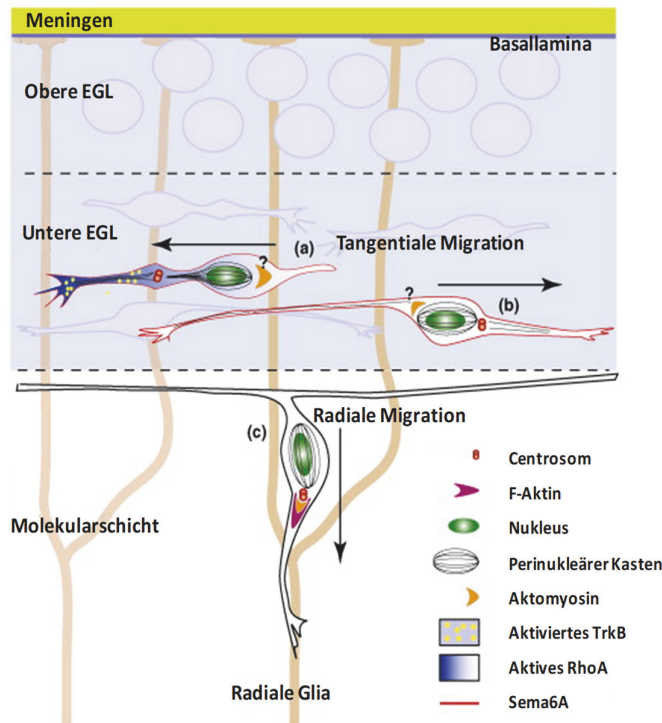 Meningen
Basallamina
Obere EGL
Untere EGL
(a)
Tangentiale Migration
?
?
(b)
Radiale Migration
(c)
Molekularschicht
Radiale Glia
Centrosom
F-Aktin
Nukleus
Perinukleärer Kasten
Aktomyosin
Aktiviertes TrkB
Aktives RhoA
Sema6A